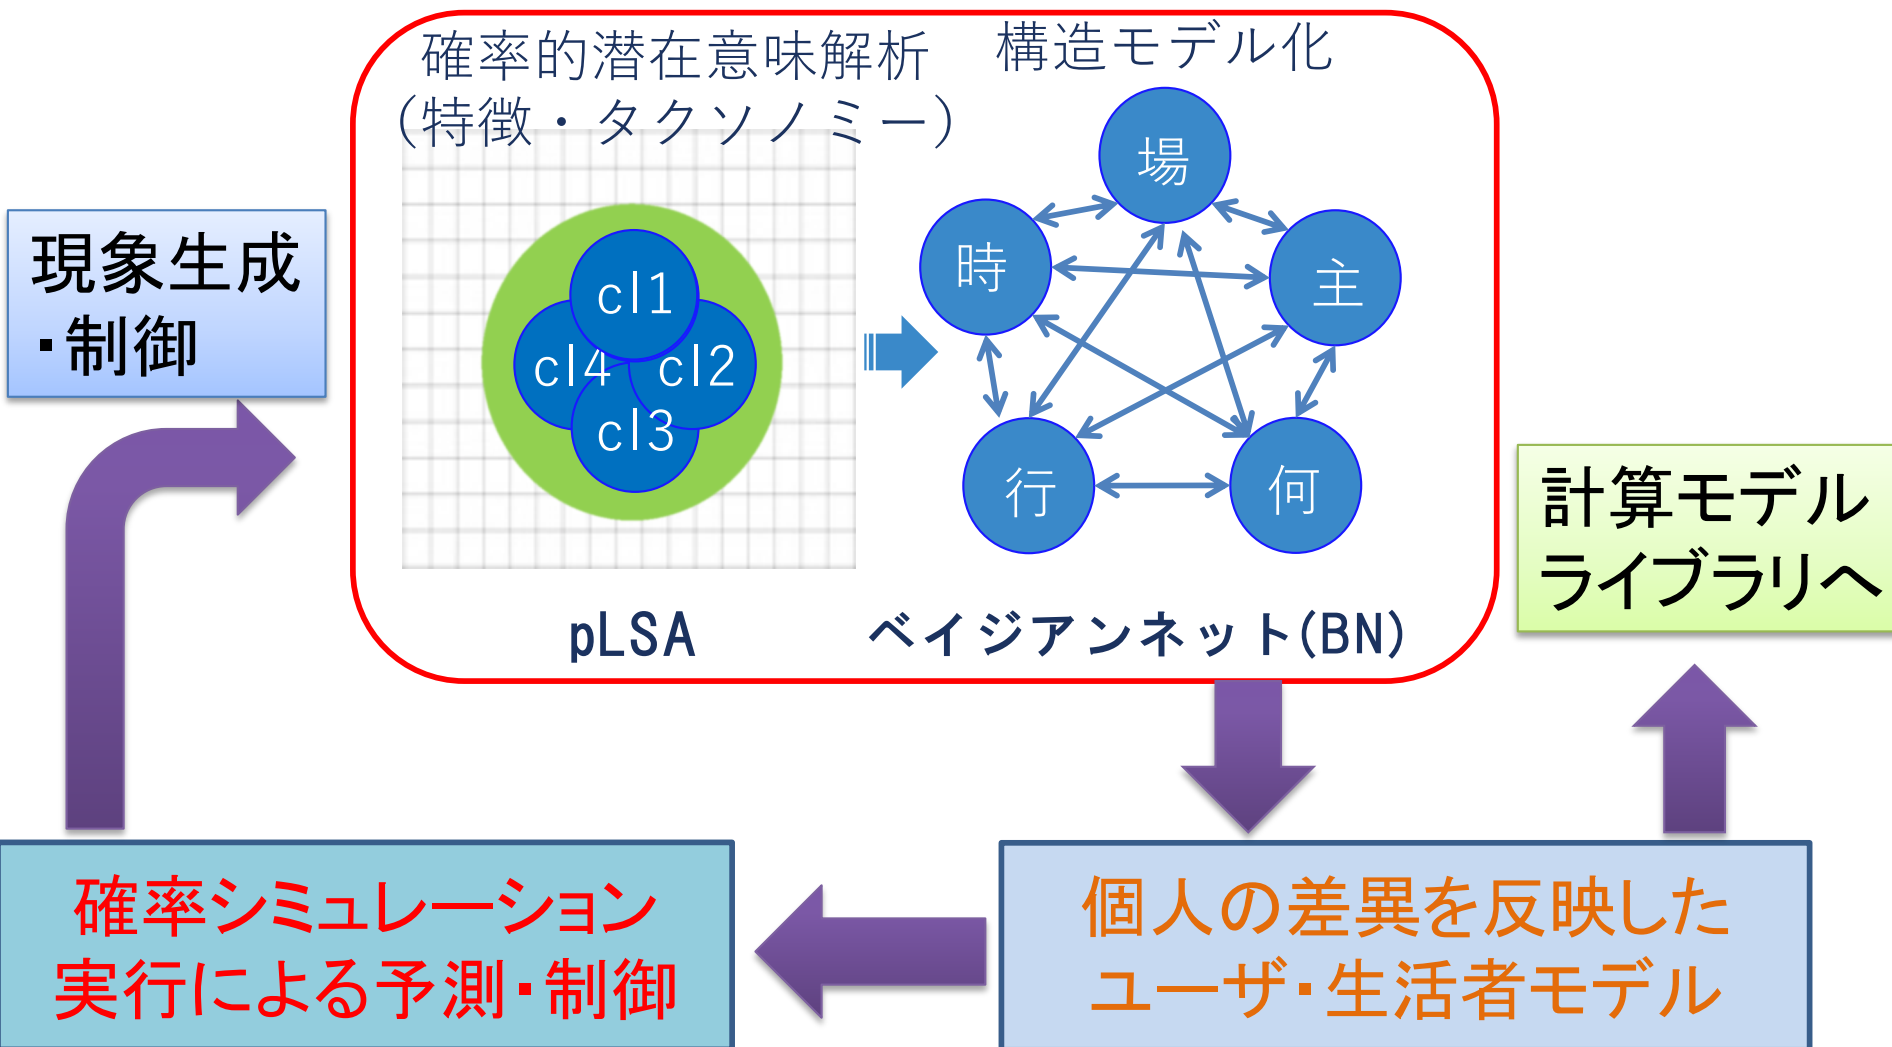 確率的潜在意味解析
（特徴・タクソノミー）
構造モデル化
現象生成
・制御
cl1
cl4
cl2
cl3
場
時
主
行
何
pLSA
ベイジアンネット(BN)
計算モデル
ライブラリへ
確率シミュレーション
実行による予測・制御
個人の差異を反映した
ユーザ・生活者モデル